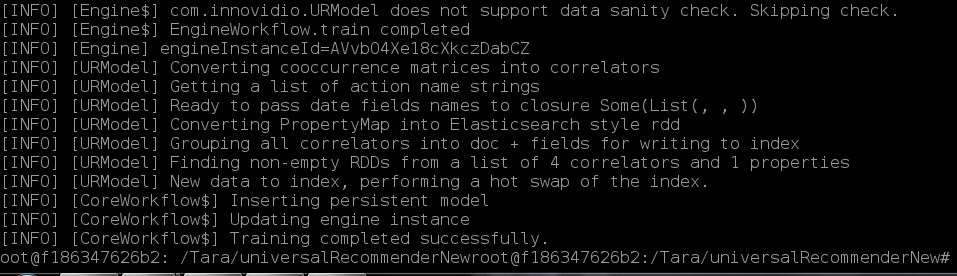 [INFO] [Engine$] com.innovidio.URModel does not support data sanity check. Skipping check.
[INFO] [Engine$] EngineWorkflow.train completed
[INFO] [Engine] engineInstanceId=AVvbO4Xe18cXkczDabCZ
[INFO] [URModel] Converting cooccurrence matrices into correlators
[INFO] [URModel] Getting a list of action name strings
[INFO] [URModel] Ready to pass date fields names to closure Some(List(, , ))
[INFO] [URModel] Converting PropertyMap into Elasticsearch style rdd
[INFO] [URModel] Grouping all correlators into doc + fields for writing to index
[INFO] [URModel] Finding non-empty RDDs from a list of 4 correlators and 1 properties
[INFO] [URModel] New data to index, performing a hot swap of the index.
[INFO] [CoreWorkflow$] Inserting persistent model
[INFO] [CoreWorkflow$] Updating engine instance
[INFO] [CoreWorkflow$] Training completed successfully.
root@f186347626b2: /Tara/universalRecommenderNewroot@f186347626b2:/Tara/universalRecommenderNew#